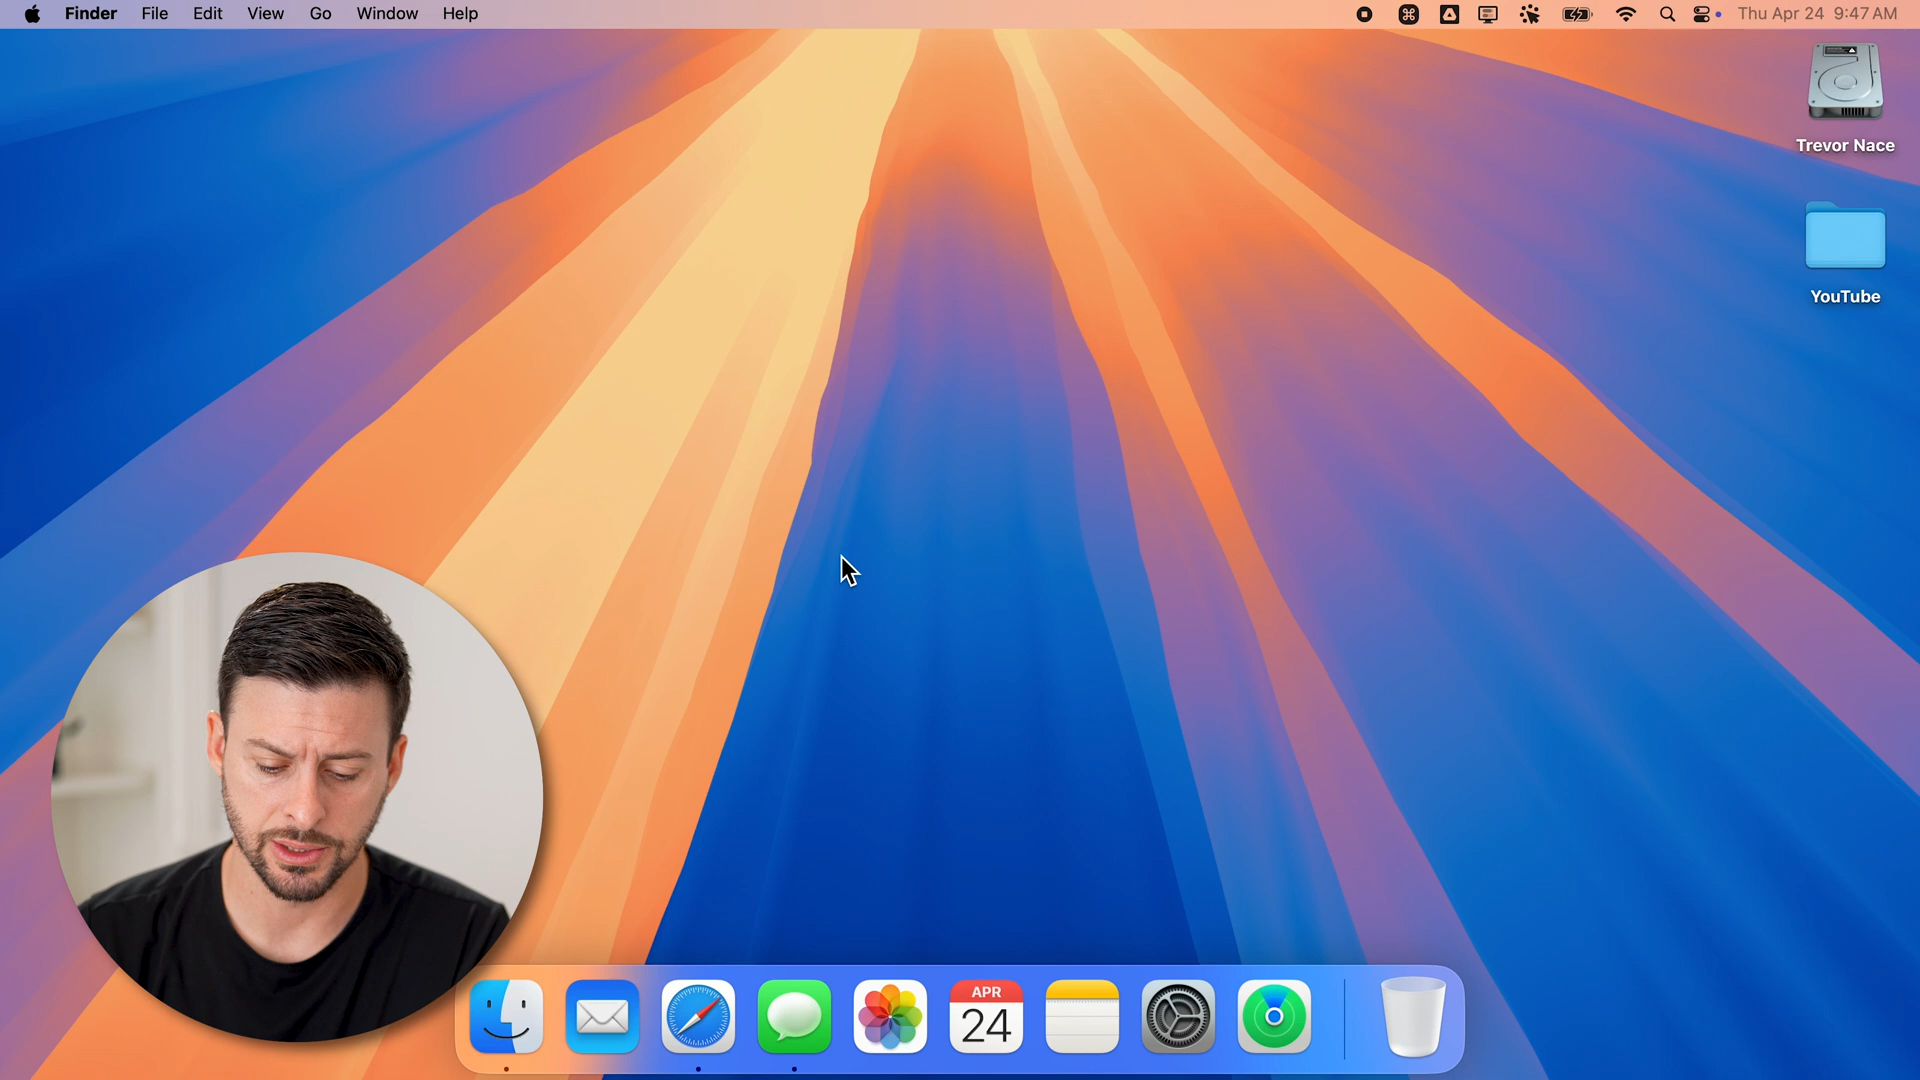 Finder File Edit View Go Window Help Thu Apr 24 9:47 AM
Trevor Nace
YouTube
APR
24